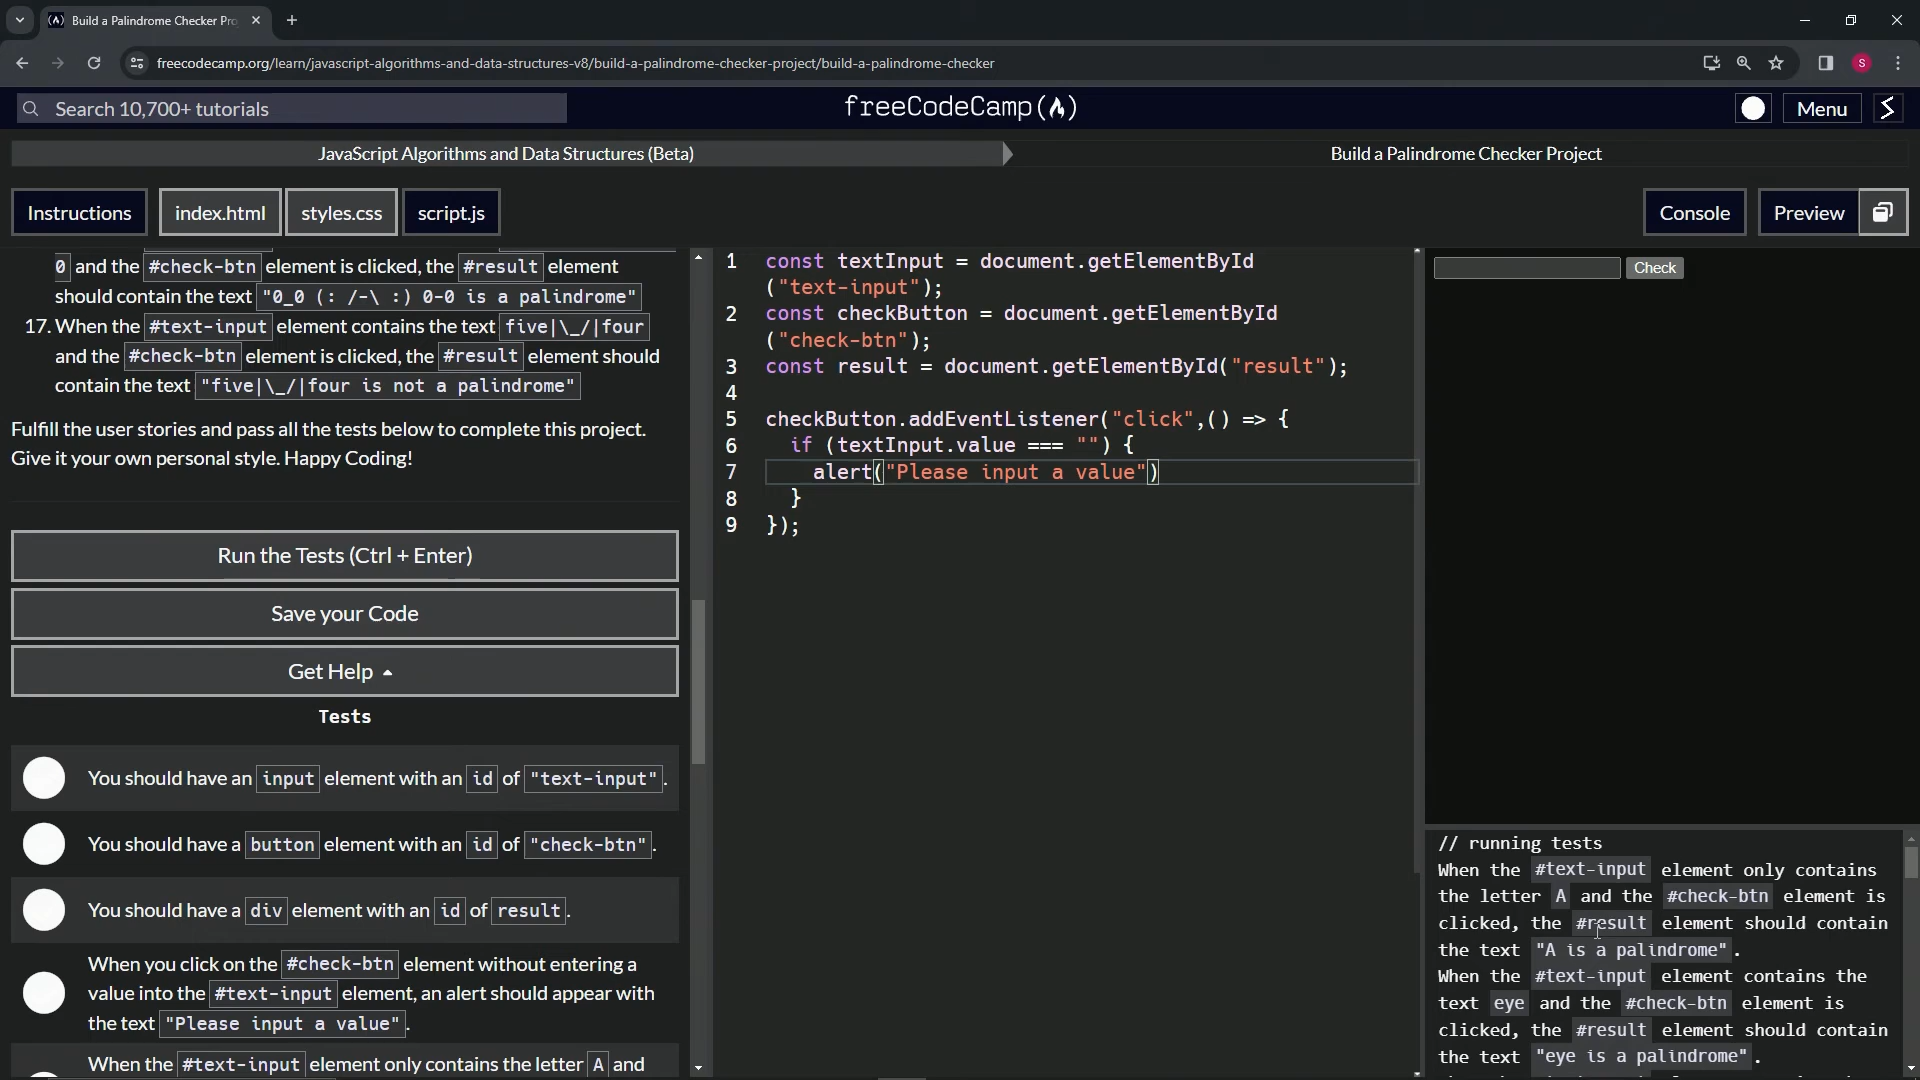 Build a Palindrome Checker Pro
freecodecamp.org/learn/javascript-algorithms-and-data-structures-v8/build-a-palindrome-checker-project/build-a-palindrome-checker
S
Search 10,700+ tutorials
freeCodeCamp
Menu
JavaScript Algorithms and Data Structures (Beta)
Build a Palindrome Checker Project
Instructions
index.html
styles.css
script.js
Console
Preview
0 and the #check-btn element is clicked, the #result element
should contain the text "0_0 (: /-\ :) 0-0 is a palindrome"
17. When the #text-input element contains the text five|\_/|four
and the #check-btn element is clicked, the #result element should
contain the text "five|\_/|four is not a palindrome"
Fulfill the user stories and pass all the tests below to complete this project.
Give it your own personal style. Happy Coding!
Run the Tests (Ctrl + Enter)
Save your Code
Get Help
Tests
You should have an input element with an id of "text-input".
You should have a button element with an id of "check-btn".
You should have a div element with an id of result.
When you click on the #check-btn element without entering a
value into the #text-input element, an alert should appear with
the text "Please input a value".
When the #text-input element only contains the letter A and
1 const textInput = document.getElementById
("text-input");
2 const checkButton = document.getElementById
("check-btn");
3 const result = document.getElementById("result");
4
5 checkButton.addEventListener("click",() => {
6 if (textInput.value === "") {
7 alert("Please input a value")
8 }
9 });
Check
// running tests
When the #text-input element only contains
the letter A and the #check-btn element is
clicked, the #result element should contain
the text "A is a palindrome".
When the #text-input element contains the
text eye and the #check-btn element is
clicked, the #result element should contain
the text "eye is a palindrome".